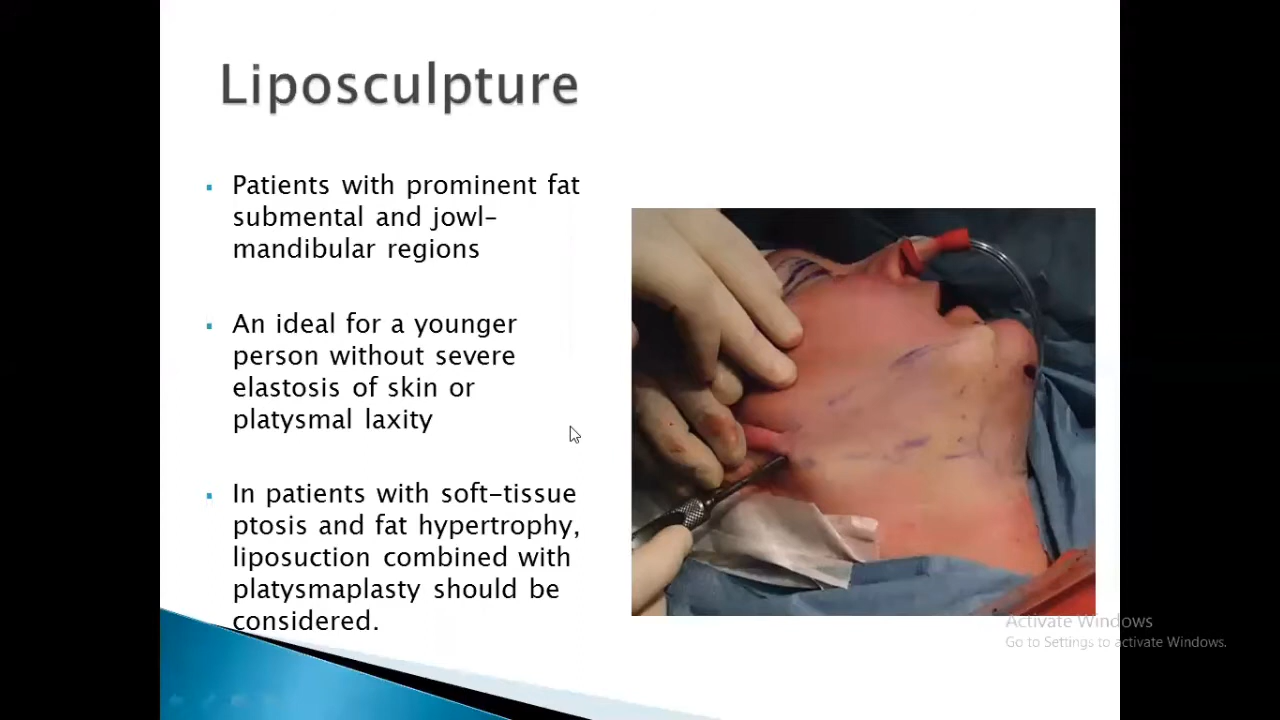 Liposculpture
Patients with prominent fat
submental and jowl-
mandibular regions
An ideal for a younger
person without severe
elastosis of skin or
platysmal laxity
In patients with soft-tissue
ptosis and fat hypertrophy,
liposuction combined with
platysmaplasty should be
considered.
Activate Windows
Go to Settings to activate Windows.